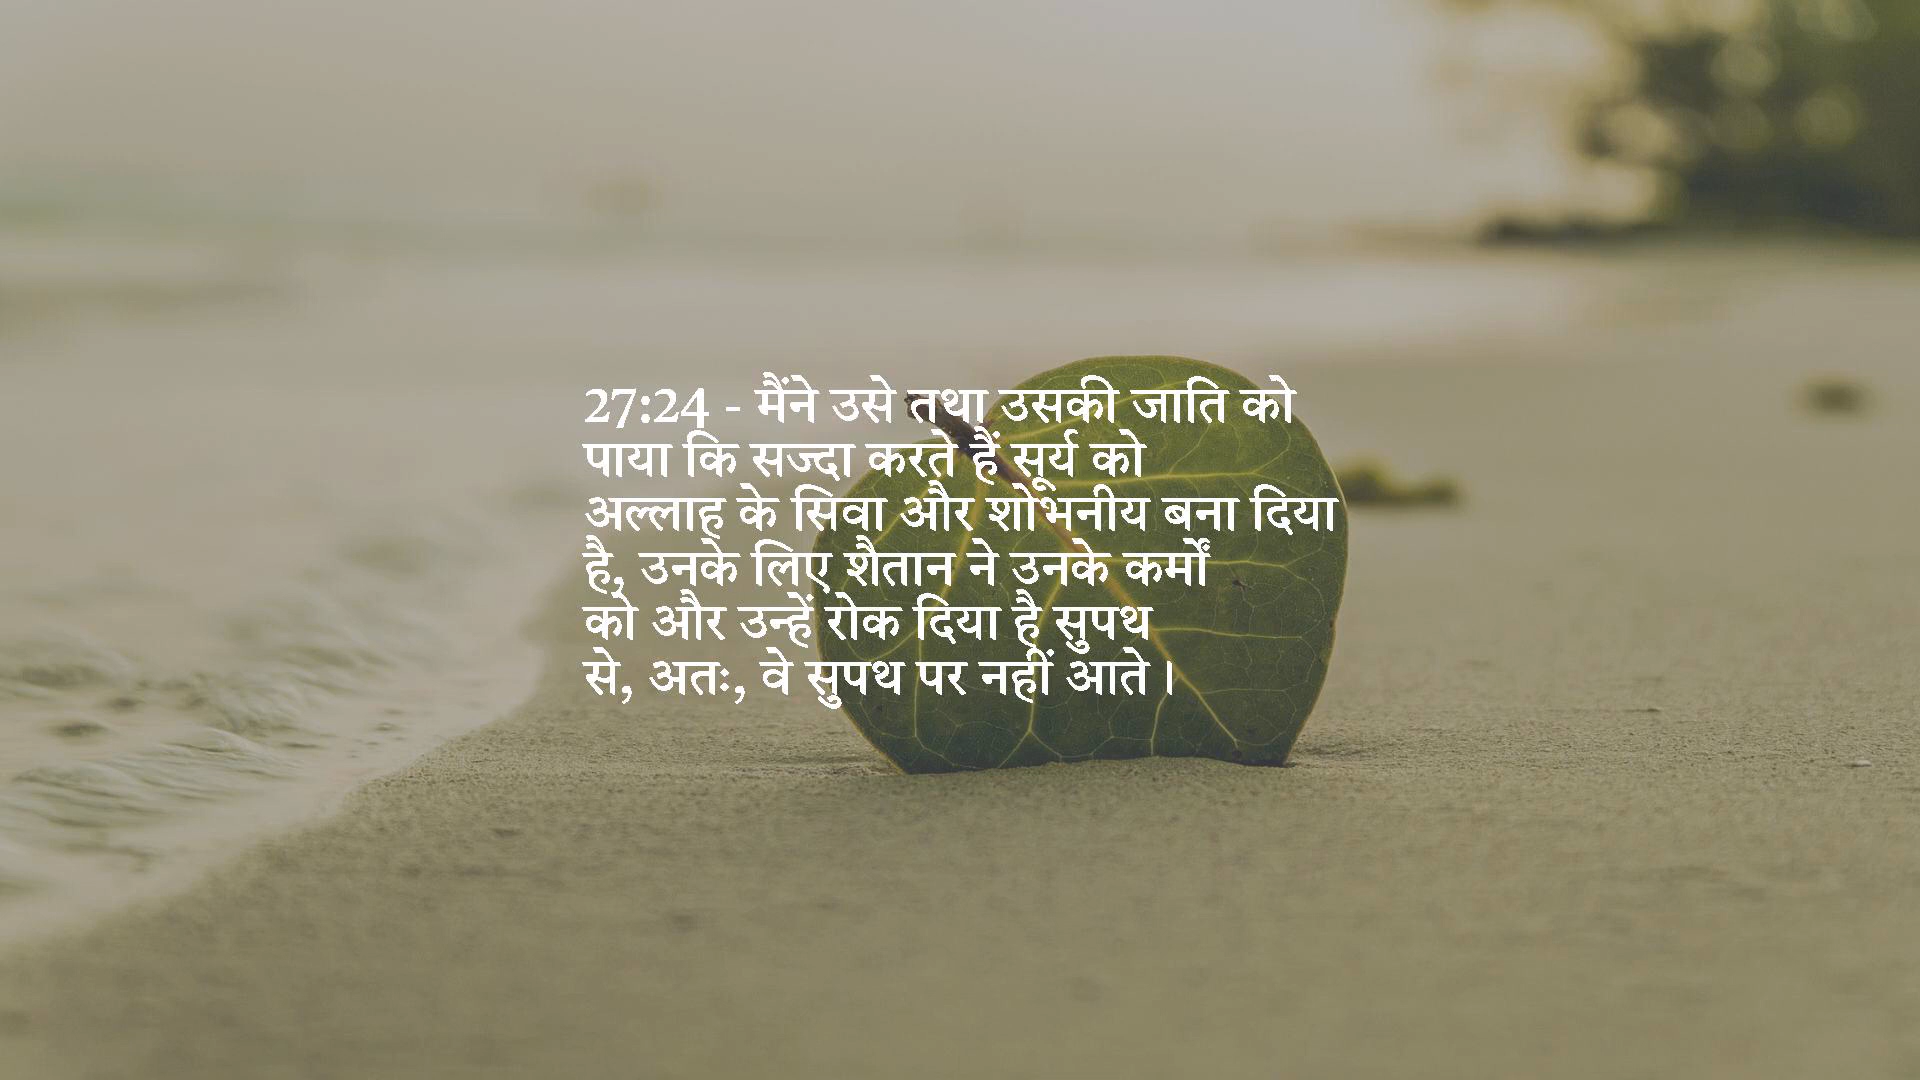 27:24 - मैंने उसे तथा उसकी जाति को
पाया कि सज्दा करते हैं सूर्य को
अल्लाह के सिवा और शोभनीय बना दिया
है, उनके लिए शैतान ने उनके कर्मों
को और उन्हें रोक दिया है सुपथ
से, अतः, वे सुपथ पर नहीं आते।